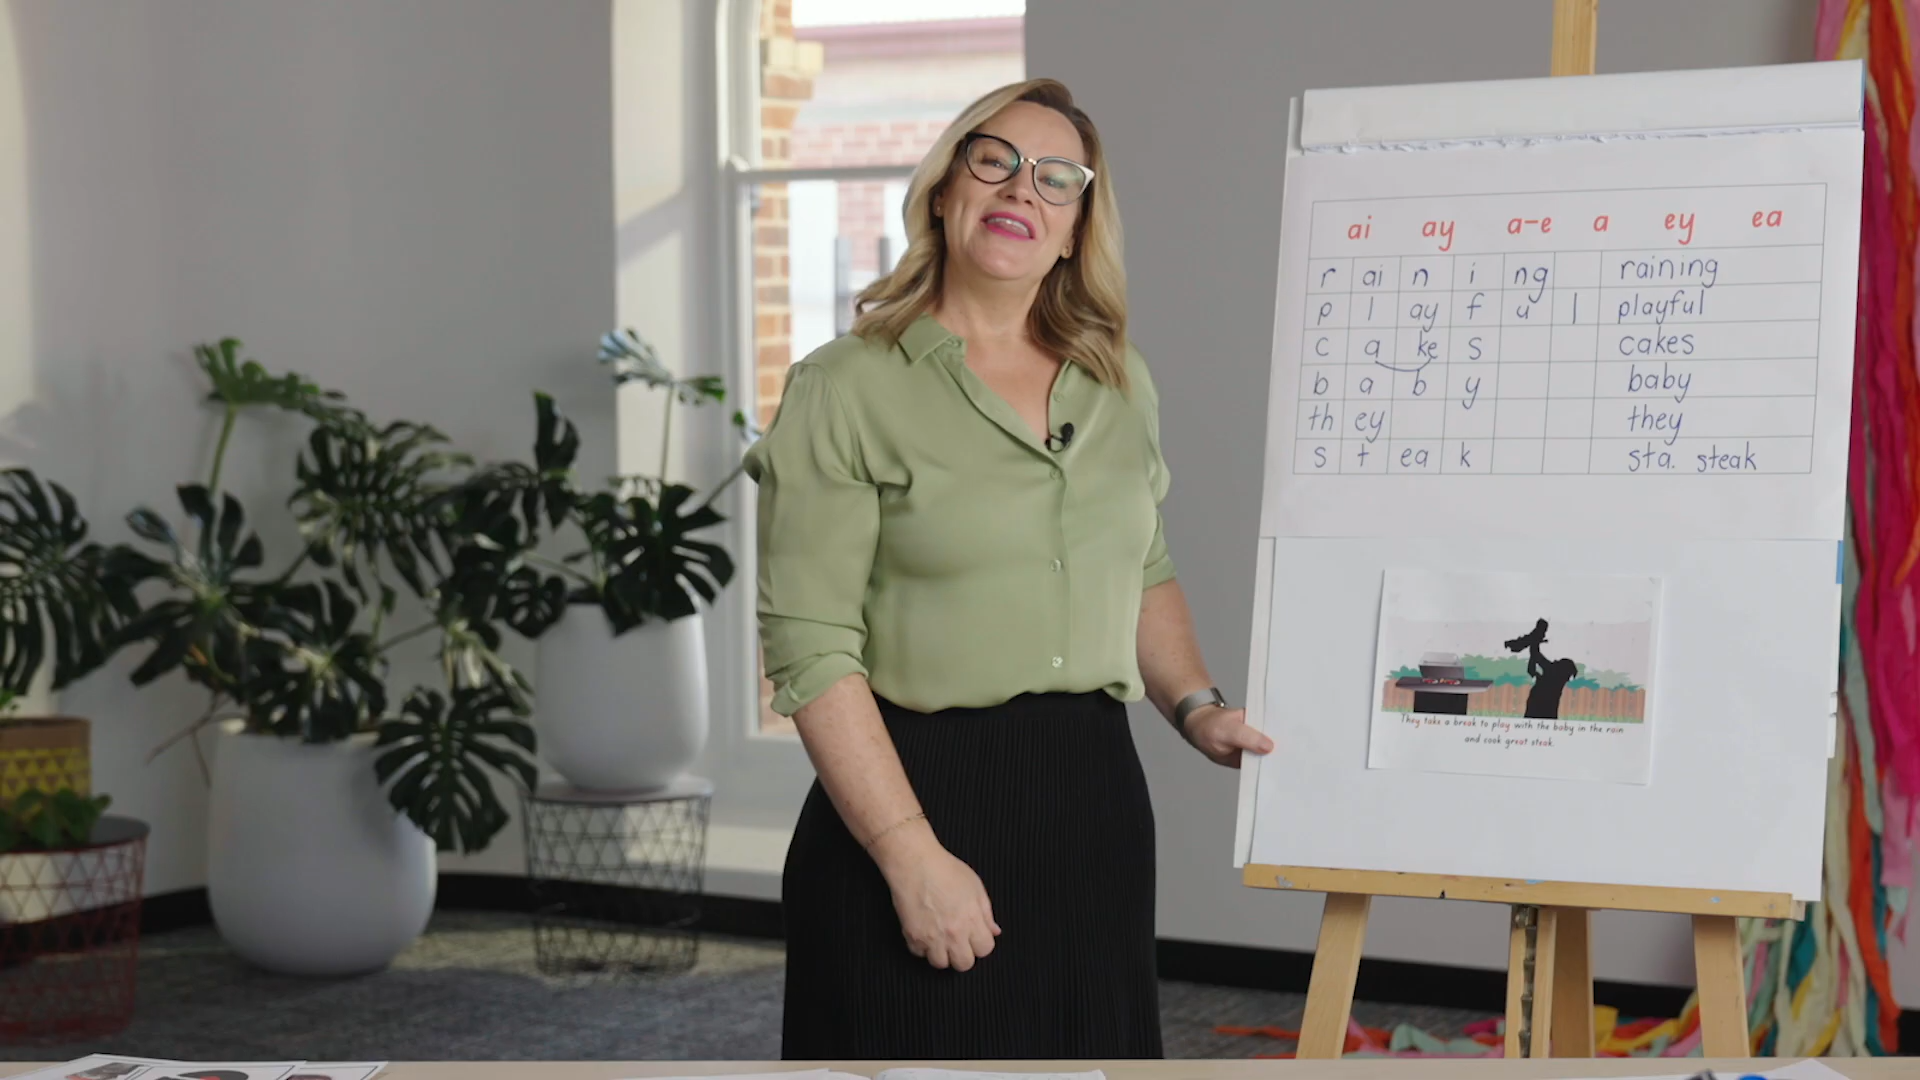 ai ay a-e a ey ea
r ai n i ng raining
p l ay f u l playful
c a ke s cakes
b a b y baby
th ey they
s t ea k sta. steak
They take a break to play with the baby in the rain
and cook great steak.